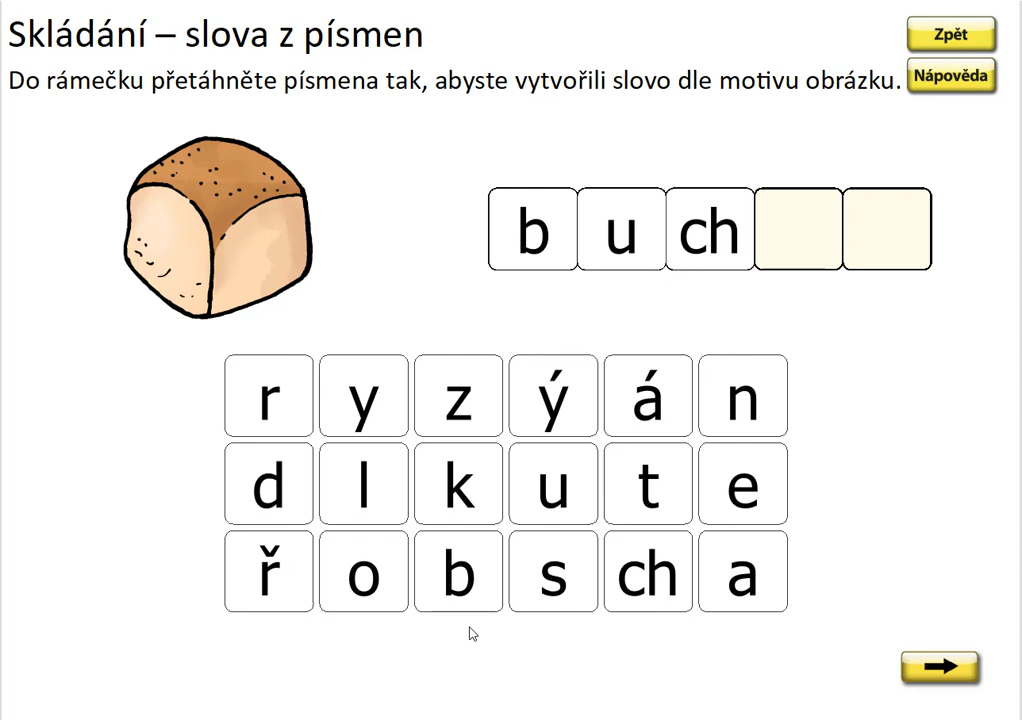 Skládání – slova z písmen
Zpět
Do rámečku přetáhněte písmena tak, abyste vytvořili slovo dle motivu obrázku.
Nápověda
b u ch
r y z ý á n
d l k u t e
ř o b s ch a